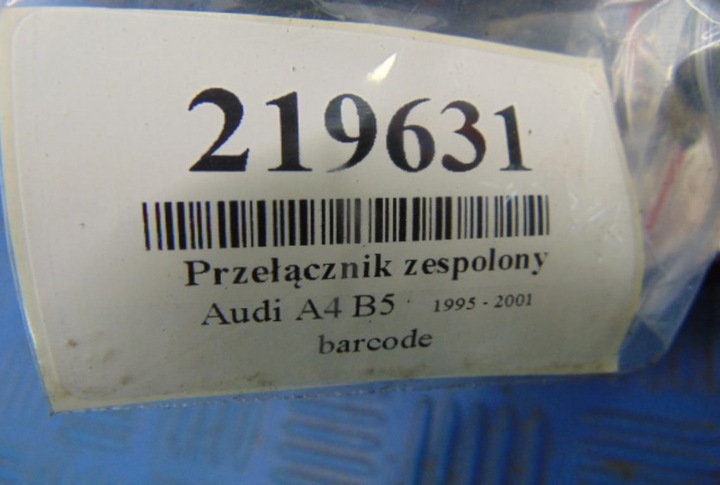 219631
Przełącznik zespolony
Audi A4 B5 1995 - 2001
barcode